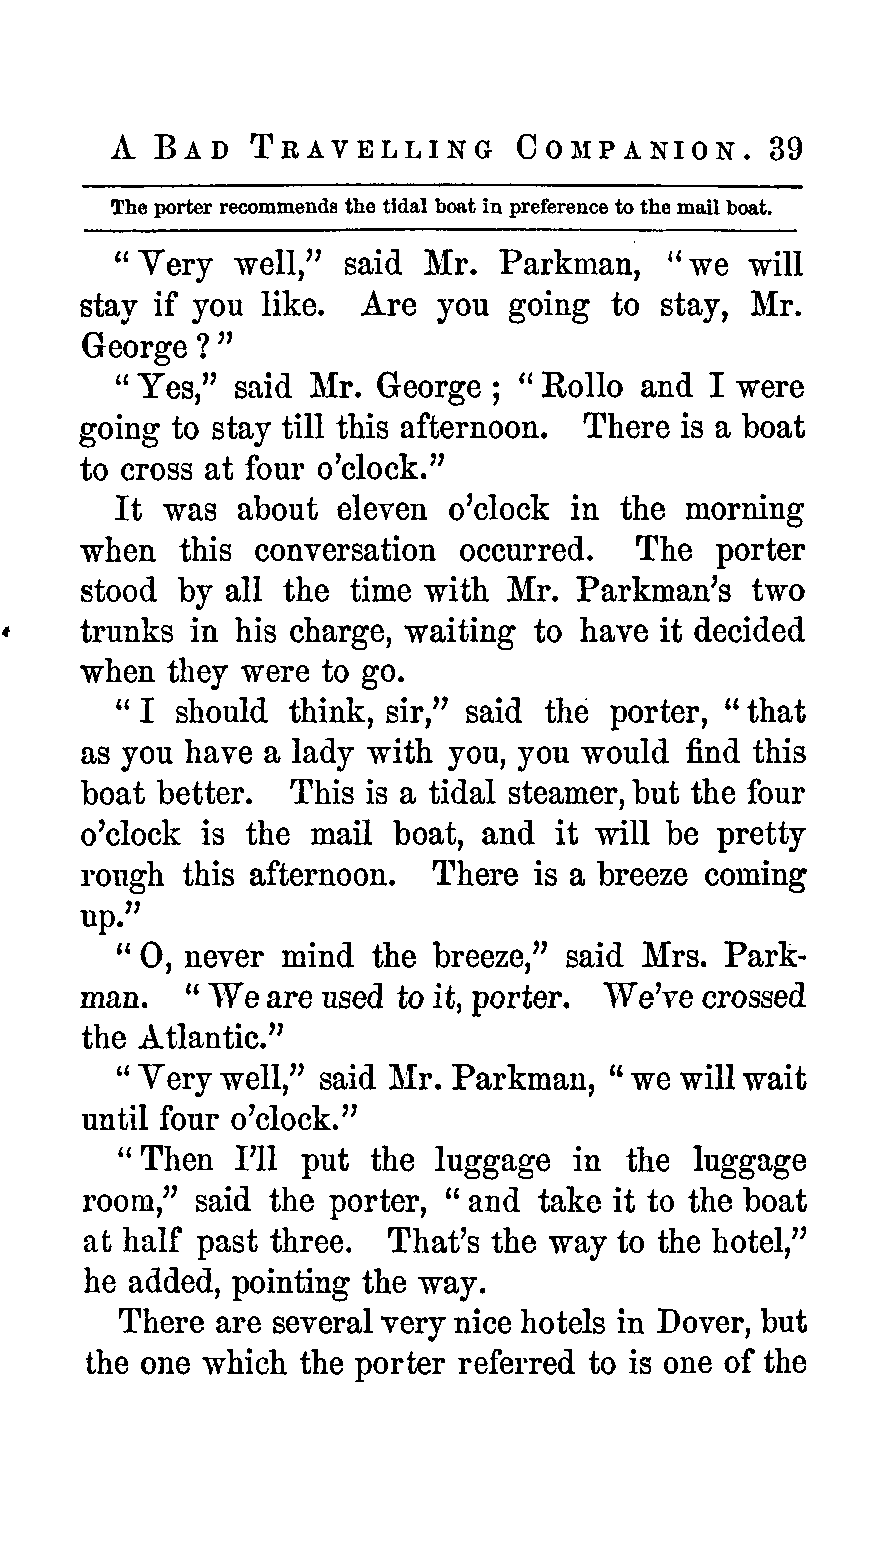 A BAD TRAVELLING COMPANION. 39
The porter recommends the tidal boat in preference to the mail boat.
“ Very well,” said Mr. Parkman, “ we will
stay if you like. Are you going to stay, Mr.
George ? ”
“ Yes,” said Mr. George ; “ Rollo and I were
going to stay till this afternoon. There is a boat
to cross at four o’clock.”
It was about eleven o’clock in the morning
when this conversation occurred. The porter
stood by all the time with Mr. Parkman’s two
trunks in his charge, waiting to have it decided
when they were to go.
“ I should think, sir,” said the porter, “ that
as you have a lady with you, you would find this
boat better. This is a tidal steamer, but the four
o’clock is the mail boat, and it will be pretty
rough this afternoon. There is a breeze coming
up.”
“ O, never mind the breeze,” said Mrs. Park-
man. “ We are used to it, porter. We’ve crossed
the Atlantic.”
“ Very well,” said Mr. Parkman, “ we will wait
until four o’clock.”
“ Then I’ll put the luggage in the luggage
room,” said the porter, “ and take it to the boat
at half past three. That’s the way to the hotel,”
he added, pointing the way.
There are several very nice hotels in Dover, but
the one which the porter referred to is one of the